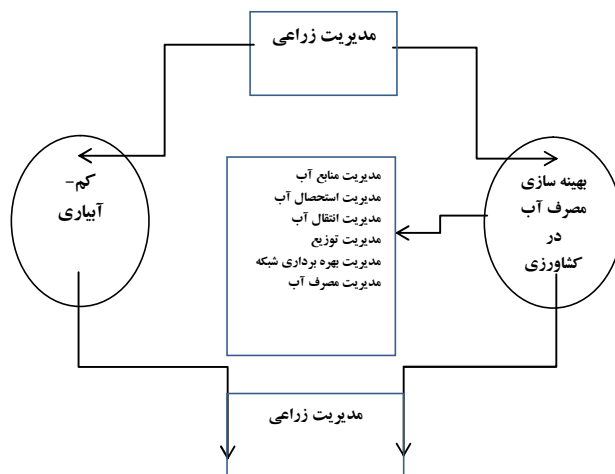 مدیریت زراعی
بهینه سازی
مصرف آب
در
کشاورزی
مدیریت منابع آب
مدیریت استحصال آب
مدیریت انتقال آب
مدیریت توزیع
مدیریت بهره برداری شبکه
مدیریت مصرف آب
کم-
آبیاری
مدیریت زراعی